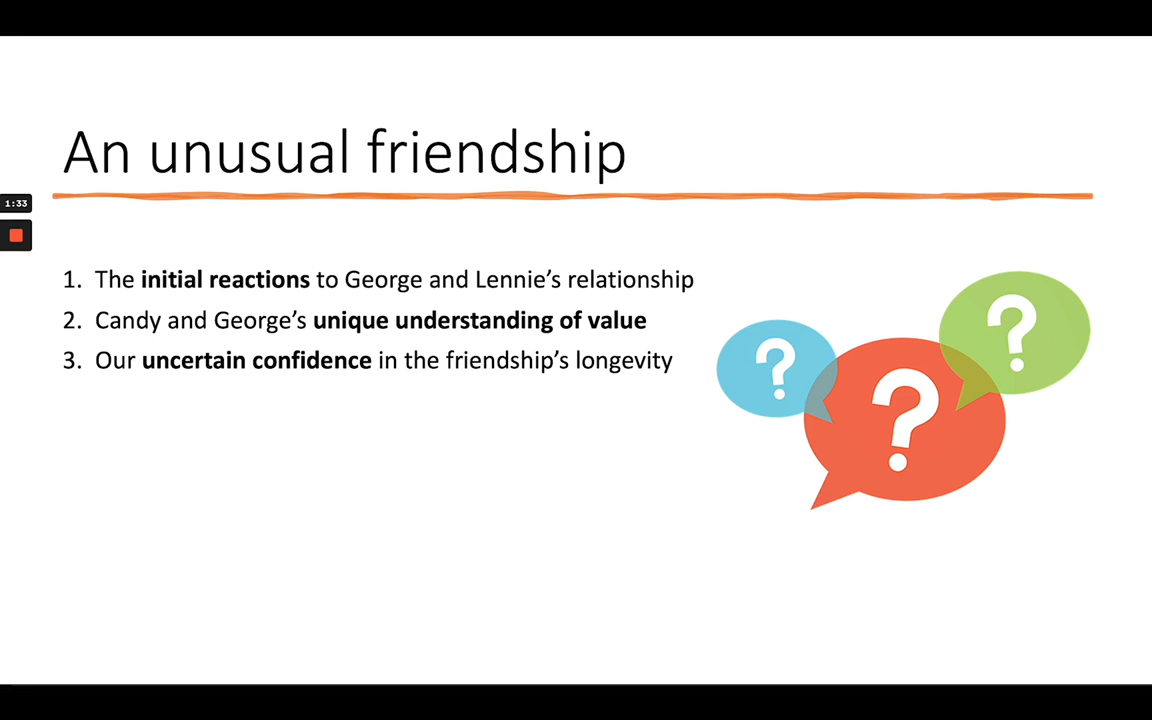 An unusual friendship
1:33
1. The initial reactions to George and Lennie’s relationship
2. Candy and George’s unique understanding of value
3. Our uncertain confidence in the friendship’s longevity
?
?
?